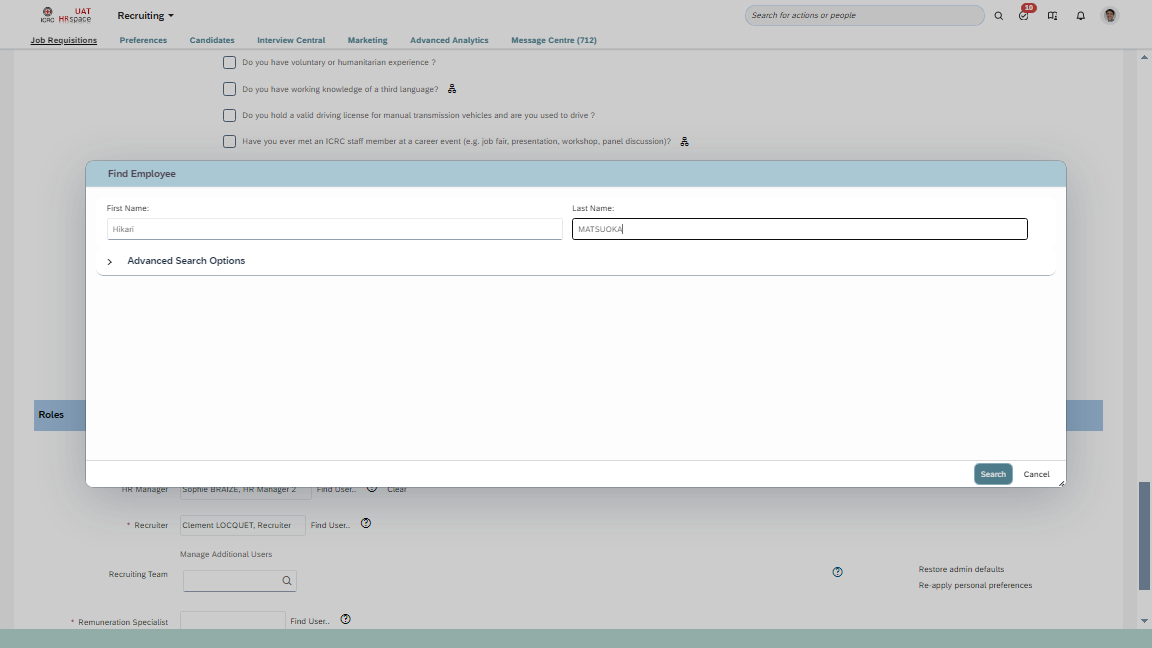 ICRC
UAT
HRspace
Recruiting
Search for actions or people
10
Job Requisitions
Preferences
Candidates
Interview Central
Marketing
Advanced Analytics
Message Centre (712)
Do you have voluntary or humanitarian experience ?
Do you have working knowledge of a third language?
Do you hold a valid driving license for manual transmission vehicles and are you used to drive ?
Have you ever met an ICRC staff member at a career event (e.g. job fair, presentation, workshop, panel discussion)?
Find Employee
First Name:
Last Name:
Hikari
MATSUOKA
Advanced Search Options
Roles
Search
Cancel
HR Manager
Sophie BRAIZE, HR Manager 2
Find User..
Clear
* Recruiter
Clement LOCQUET, Recruiter
Find User..
Manage Additional Users
Recruiting Team
Restore admin defaults
Re-apply personal preferences
* Remuneration Specialist
Find User..